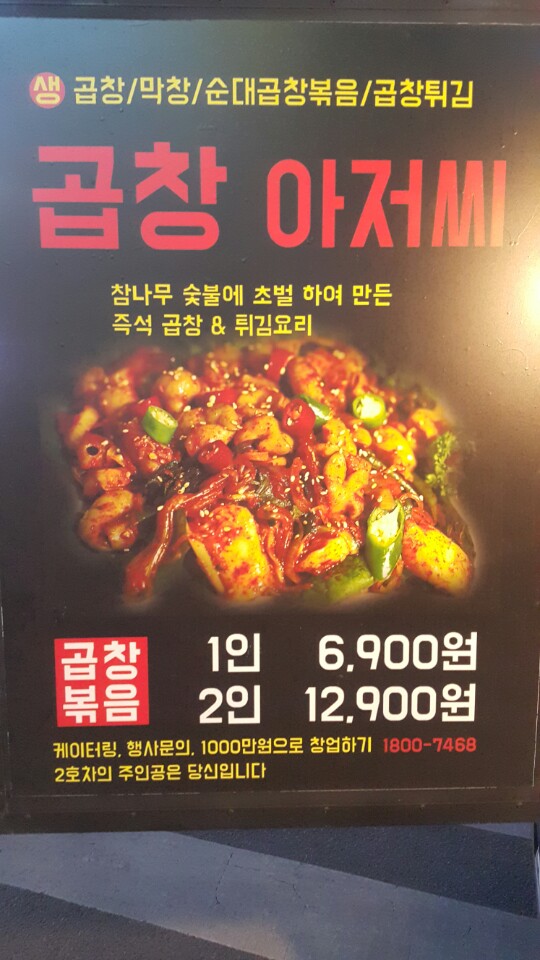 생 곱창/막창/순대곱창볶음/곱창튀김
곱창 아저씨
참나무 숯불에 초벌 하여 만든
즉석 곱창 & 튀김요리
곱창 볶음
1인 6,900원
2인 12,900원
케이터링, 행사문의, 1000만원으로 창업하기 1800-7468
2호차의 주인공은 당신입니다